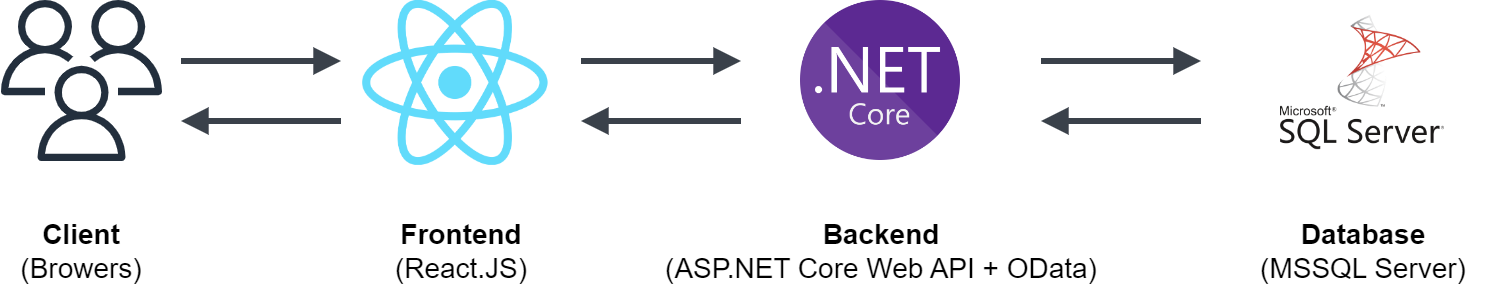 .NET
Core
Microsoft®
SQL Server®
Client
(Browers)
Frontend
(React.JS)
Backend
(ASP.NET Core Web API + OData)
Database
(MSSQL Server)